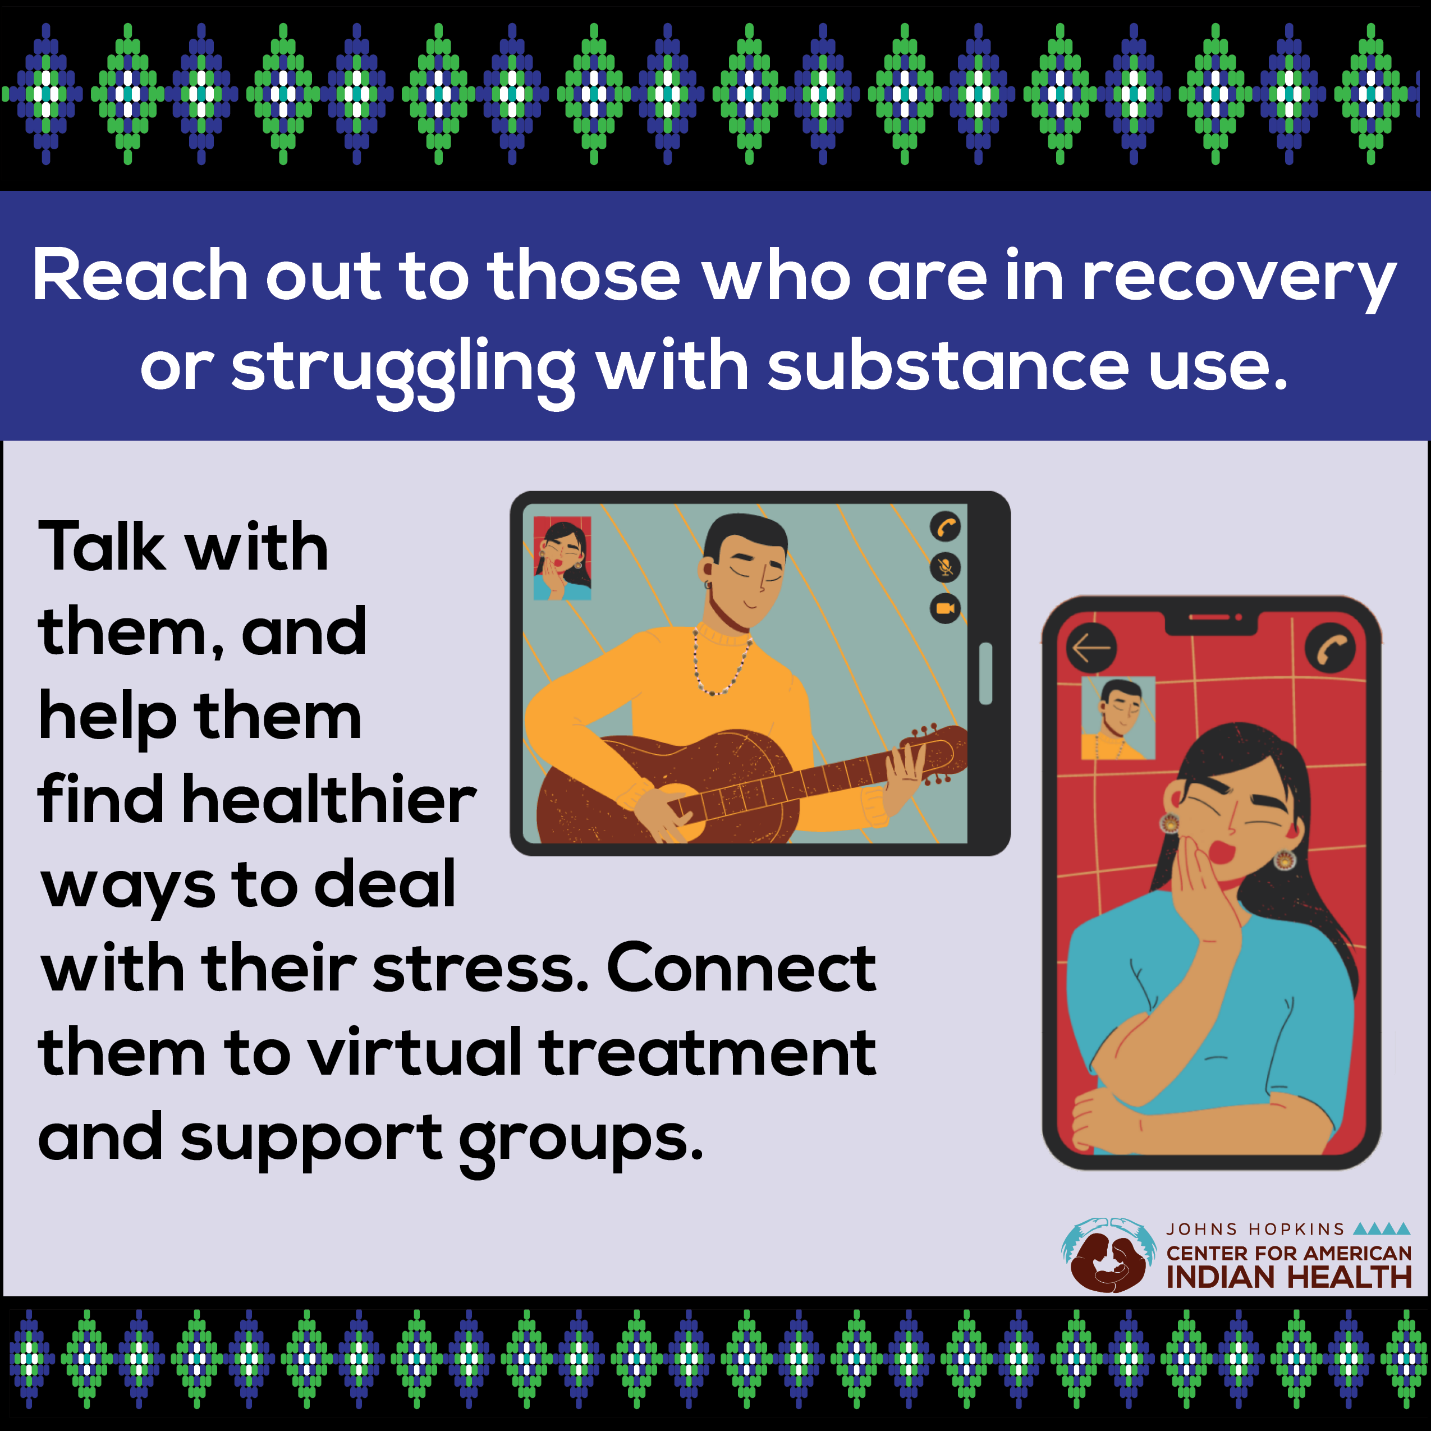 Reach out to those who are in recovery
or struggling with substance use.
Talk with
them, and
help them
find healthier
ways to deal
with their stress. Connect
them to virtual treatment
and support groups.
JOHNS HOPKINS
CENTER FOR AMERICAN
INDIAN HEALTH